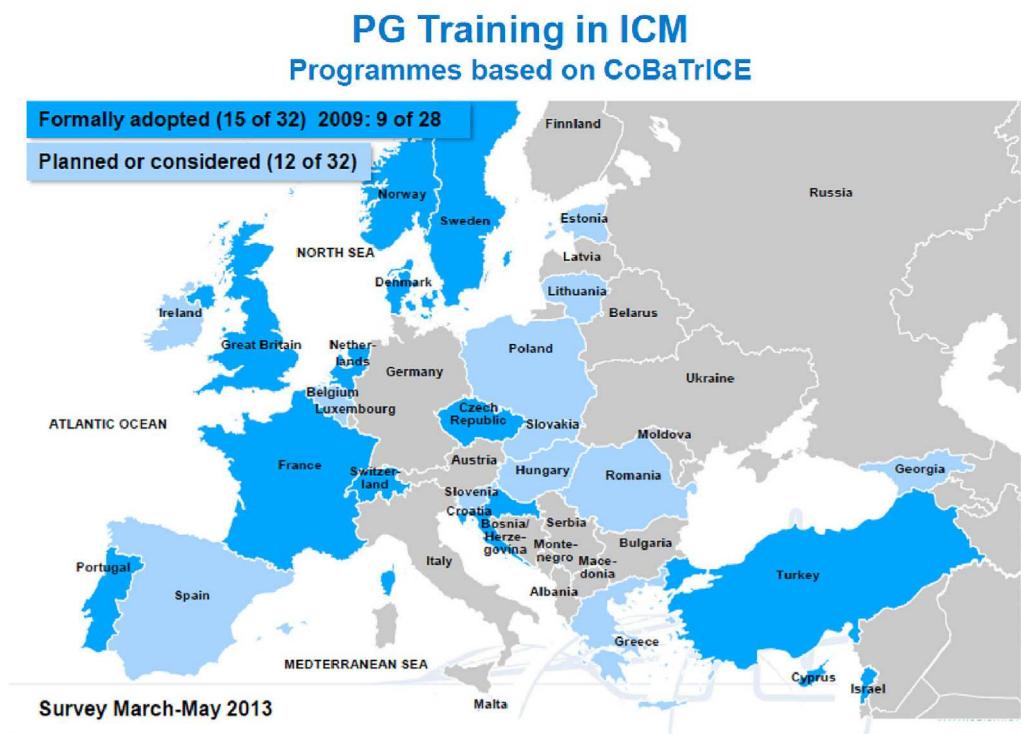 PG Training in ICM
Programmes based on CoBaTrICE
Formally adopted (15 of 32) 2009: 9 of 28
Planned or considered (12 of 32)
Finnland
Russia
Norway
Sweden
Estonia
NORTH SEA
Latvia
Denmark
Lithuania
Ireland
Belarus
Great Britain
Nether-
lands
Poland
Germany
Ukraine
Belgium
Luxembourg
Czech
Republic
ATLANTIC OCEAN
Slovakia
Moldova
Austria
France
Switzer-
land
Hungary
Romania
Georgia
Slovenia
Croatia
Bosnia/
Herze-
govina
Serbia
Monte-
negro
Bulgaria
Italy
Mace-
donia
Portugal
Spain
Albania
Turkey
Greece
MEDTERRANEAN SEA
Cyprus
Israel
Malta
Survey March-May 2013